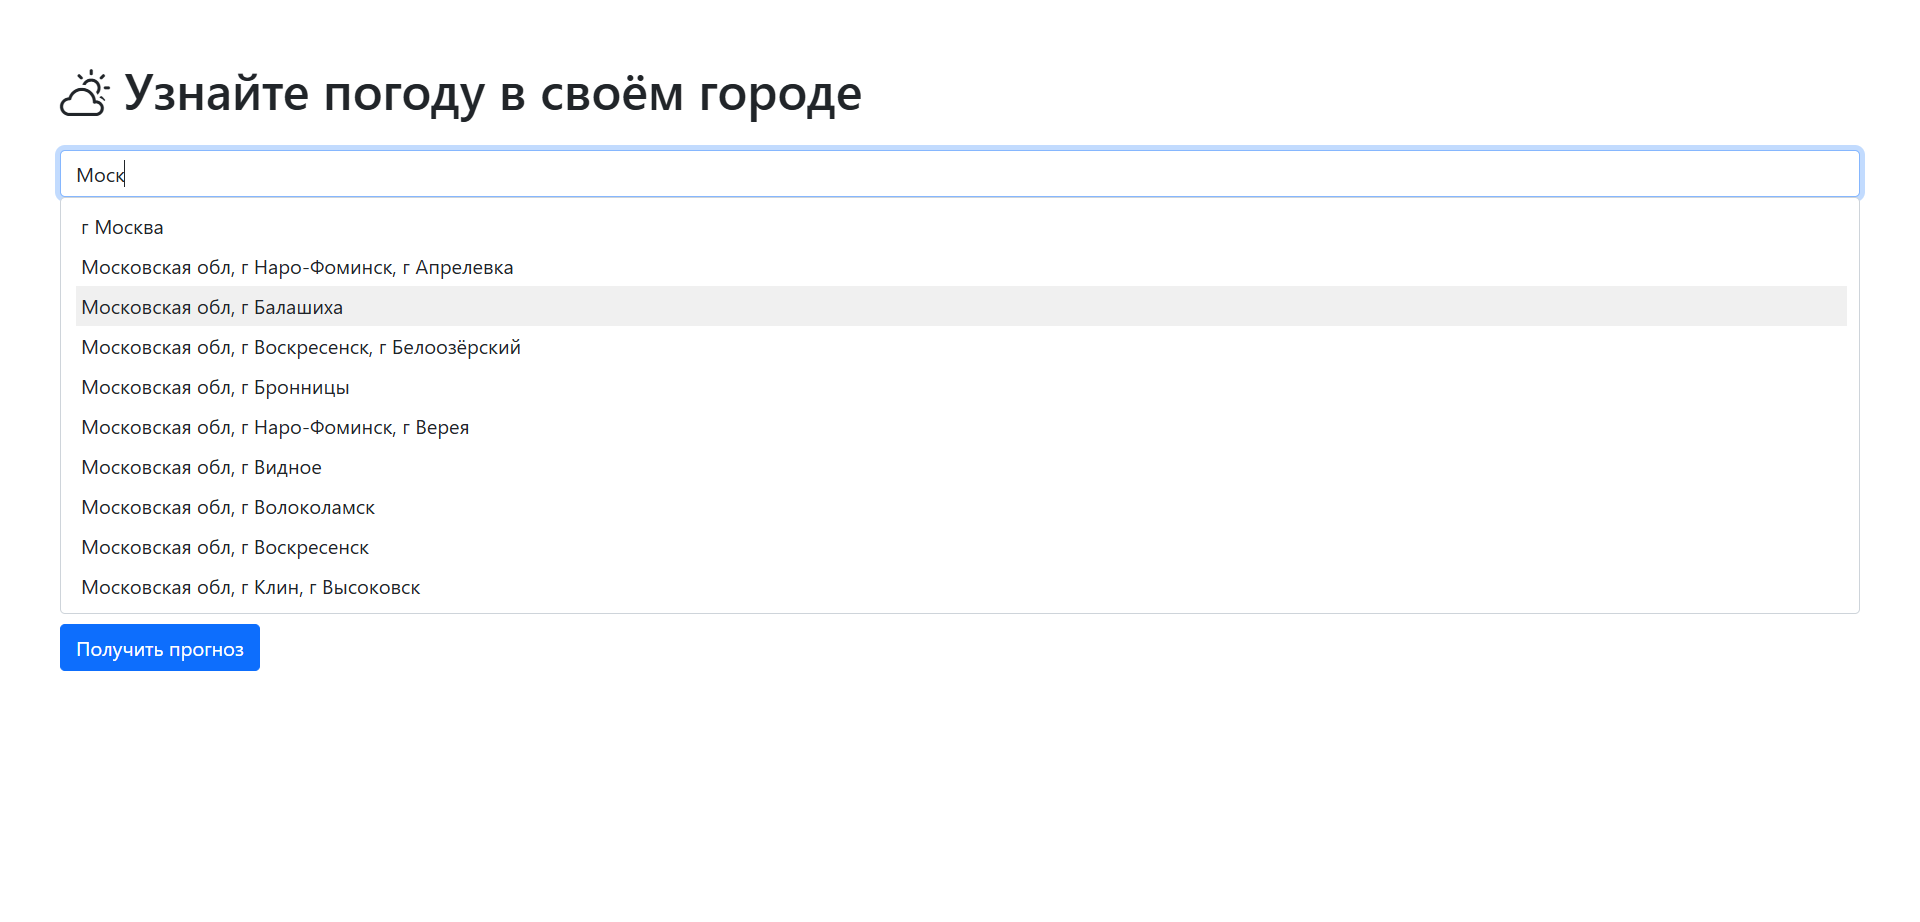 Узнайте погоду в своём городе
Моск
г Москва
Московская обл, г Наро-Фоминск, г Апрелевка
Московская обл, г Балашиха
Московская обл, г Воскресенск, г Белоозёрский
Московская обл, г Бронницы
Московская обл, г Наро-Фоминск, г Верея
Московская обл, г Видное
Московская обл, г Волоколамск
Московская обл, г Воскресенск
Московская обл, г Клин, г Высоковск
Получить прогноз